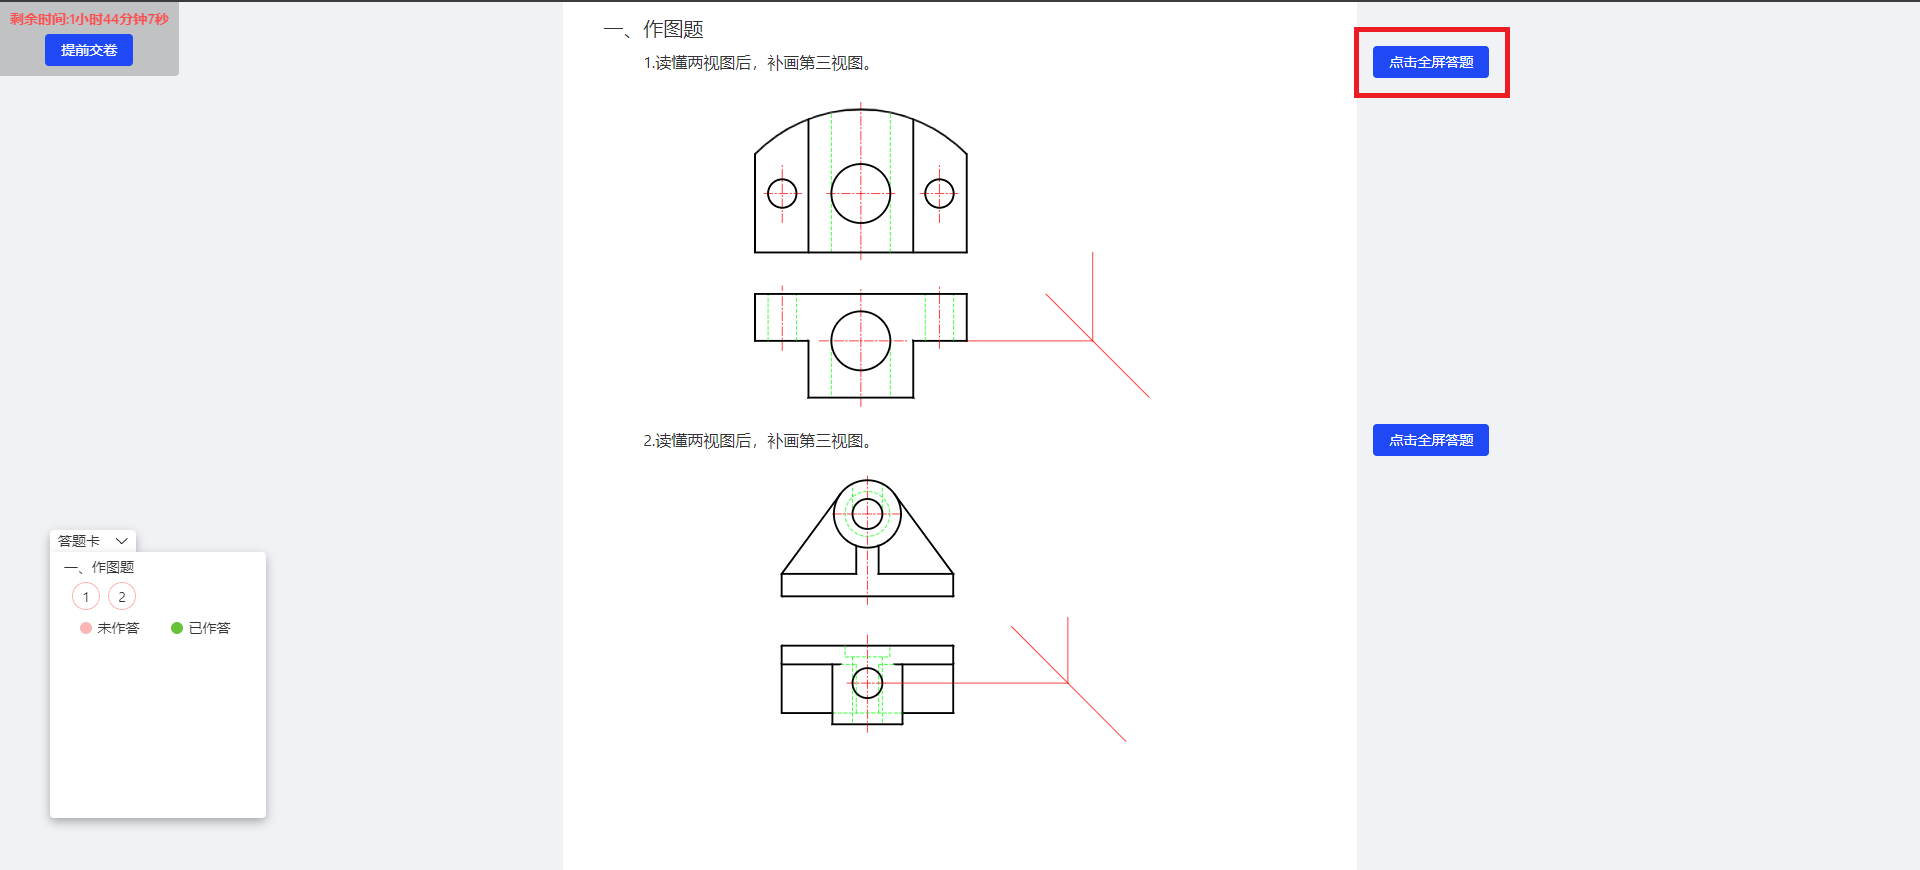 剩余时间:1小时44分钟7秒
提前交卷
一、作图题
1.读懂两视图后，补画第三视图。
点击全屏答题
2.读懂两视图后，补画第三视图。
点击全屏答题
答题卡
一、作图题
1 2
未作答 已作答